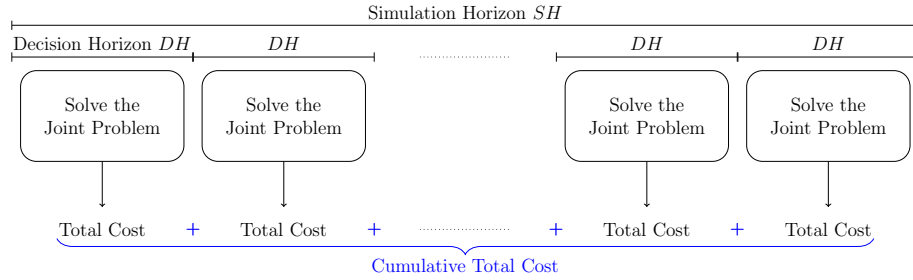 Simulation Horizon SH
Decision Horizon DH DH DH DH
Solve the Joint Problem
Solve the Joint Problem
Solve the Joint Problem
Solve the Joint Problem
Total Cost + Total Cost + + Total Cost + Total Cost
Cumulative Total Cost